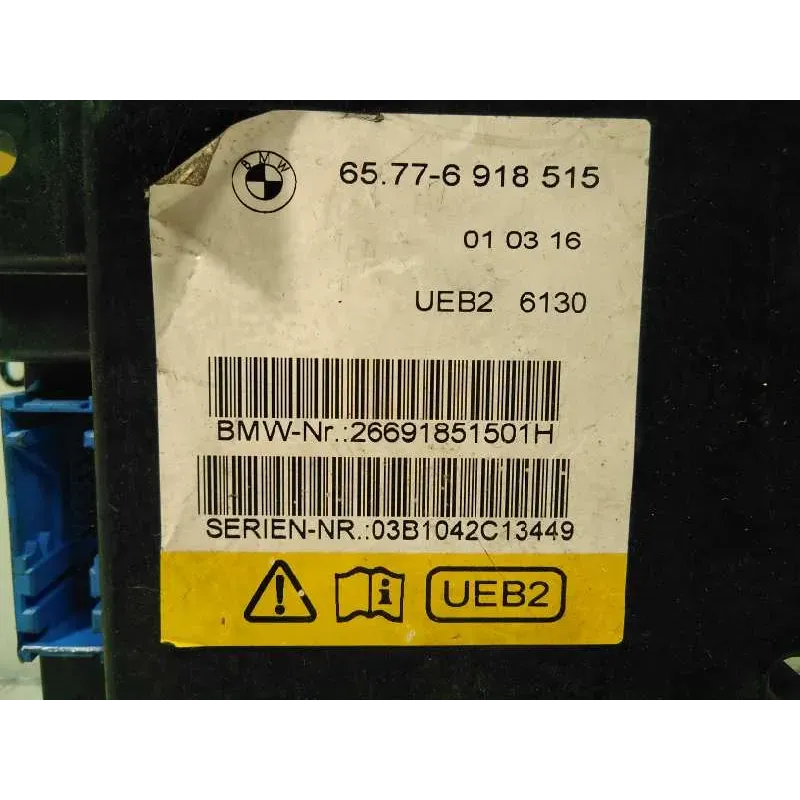 BMW
65.77-6 918 515
01 03 16
UEB2 6130
BMW-Nr.:26691851501H
SERIEN-NR.:03B1042C13449
UEB2